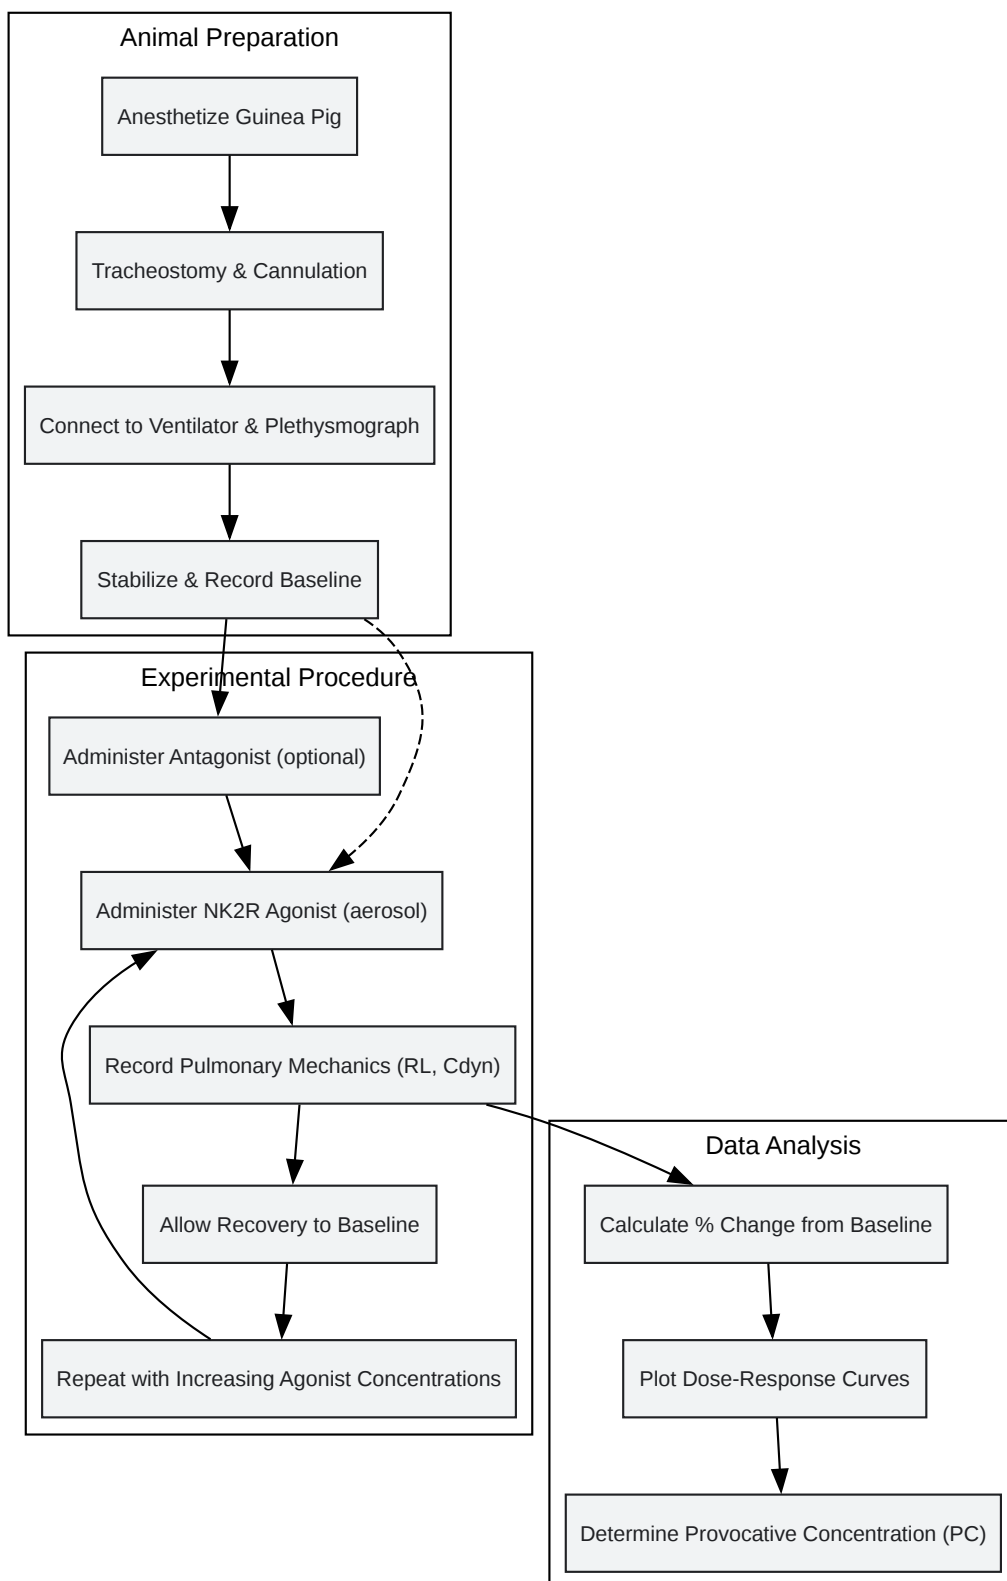 Animal Preparation
Anesthetize Guinea Pig
Tracheostomy & Cannulation
Connect to Ventilator & Plethysmograph
Stabilize & Record Baseline
Experimental Procedure
Administer Antagonist (optional)
Administer NK2R Agonist (aerosol)
Record Pulmonary Mechanics (RL, Cdyn)
Allow Recovery to Baseline
Repeat with Increasing Agonist Concentrations
Data Analysis
Calculate % Change from Baseline
Plot Dose-Response Curves
Determine Provocative Concentration (PC)